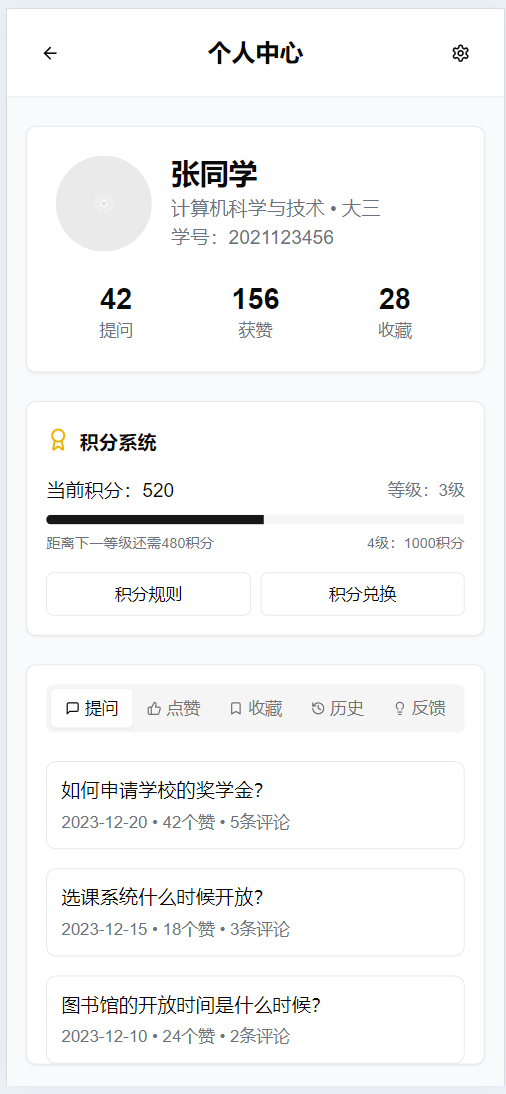 个人中心
张同学
计算机科学与技术 • 大三
学号：2021123456
42 156 28
提问 获赞 收藏
积分系统
当前积分：520 等级：3级
距离下一等级还需480积分 4级：1000积分
积分规则 积分兑换
提问 点赞 收藏 历史 反馈
如何申请学校的奖学金？
2023-12-20 • 42个赞 • 5条评论
选课系统什么时候开放？
2023-12-15 • 18个赞 • 3条评论
图书馆的开放时间是什么时候？
2023-12-10 • 24个赞 • 2条评论